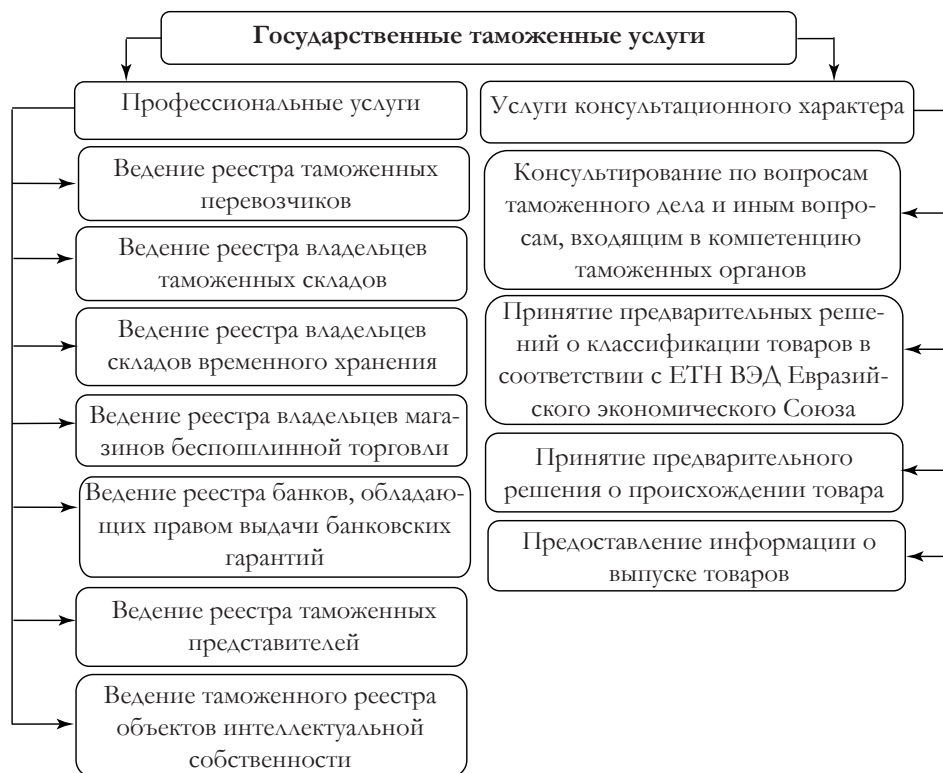 Государственные таможенные услуги
Профессиональные услуги
Ведение реестра таможенных
перевозчиков
Ведение реестра владельцев
таможенных складов
Ведение реестра владельцев
складов временного хранения
Ведение реестра владельцев мага-
зинов беспошлинной торговли
Ведение реестра банков, обладаю-
щих правом выдачи банковских
гарантий
Ведение реестра таможенных
представителей
Ведение таможенного реестра
объектов интеллектуальной
собственности
Услуги консультационного характера
Консультирование по вопросам
таможенного дела и иным вопро-
сам, входящим в компетенцию
таможенных органов
Принятие предварительных реше-
ний о классификации товаров в
соответствии с ЕТН ВЭД Евразий-
ского экономического Союза
Принятие предварительного
решения о происхождении товара
Предоставление информации о
выпуске товаров